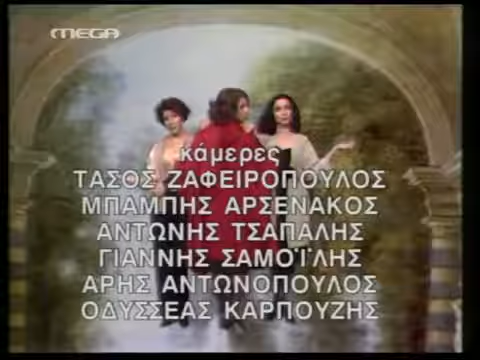 MEGA
κάμερες
ΤΑΣΟΣ ΖΑΦΕΙΡΟΠΟΥΛΟΣ
ΜΠΑΜΠΗΣ ΑΡΣΕΝΑΚΟΣ
ΑΝΤΩΝΗΣ ΤΣΑΠΑΛΗΣ
ΓΙΑΝΝΗΣ ΣΑΜΟΪΛΗΣ
ΑΡΗΣ ΑΝΤΩΝΟΠΟΥΛΟΣ
ΟΔΥΣΣΕΑΣ ΚΑΡΠΟΥΖΗΣ